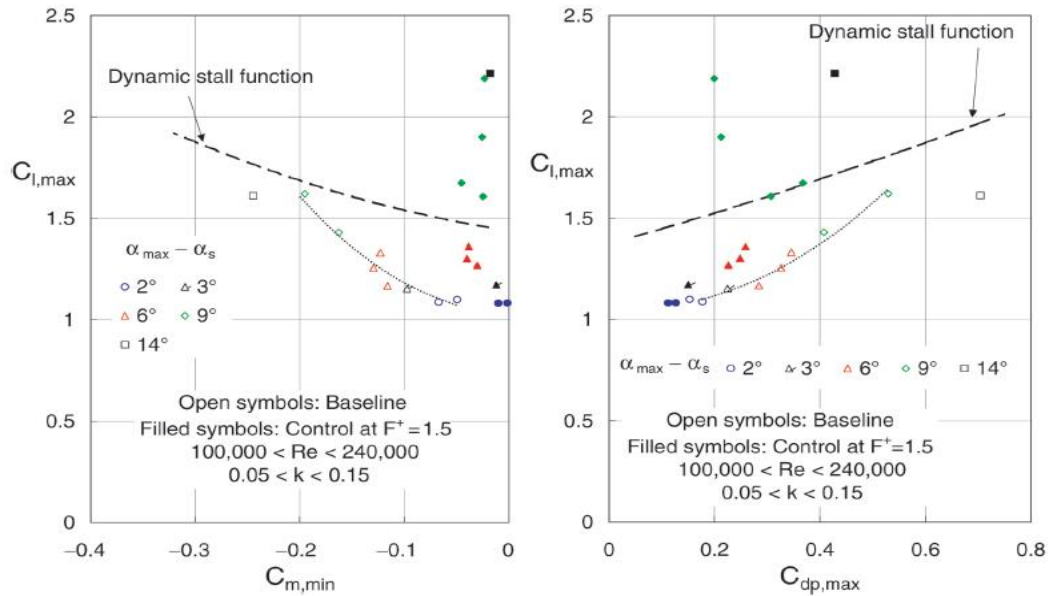 2.5
Dynamic stall function
2
C_l,max
1.5
α_max − α_s
2° 3°
6° 9°
14°
1
Open symbols: Baseline
Filled symbols: Control at F⁺=1.5
100,000 < Re < 240,000
0.05 < k < 0.15
0.5
0
−0.4 −0.3 −0.2 −0.1 0
C_m,min
2.5
Dynamic stall function
2
C_l,max
1.5
1
α_max − α_s 2° 3° 6° 9° 14°
Open symbols: Baseline
Filled symbols: Control at F⁺=1.5
100,000 < Re < 240,000
0.05 < k < 0.15
0.5
0
0 0.2 0.4 0.6 0.8
C_dp,max